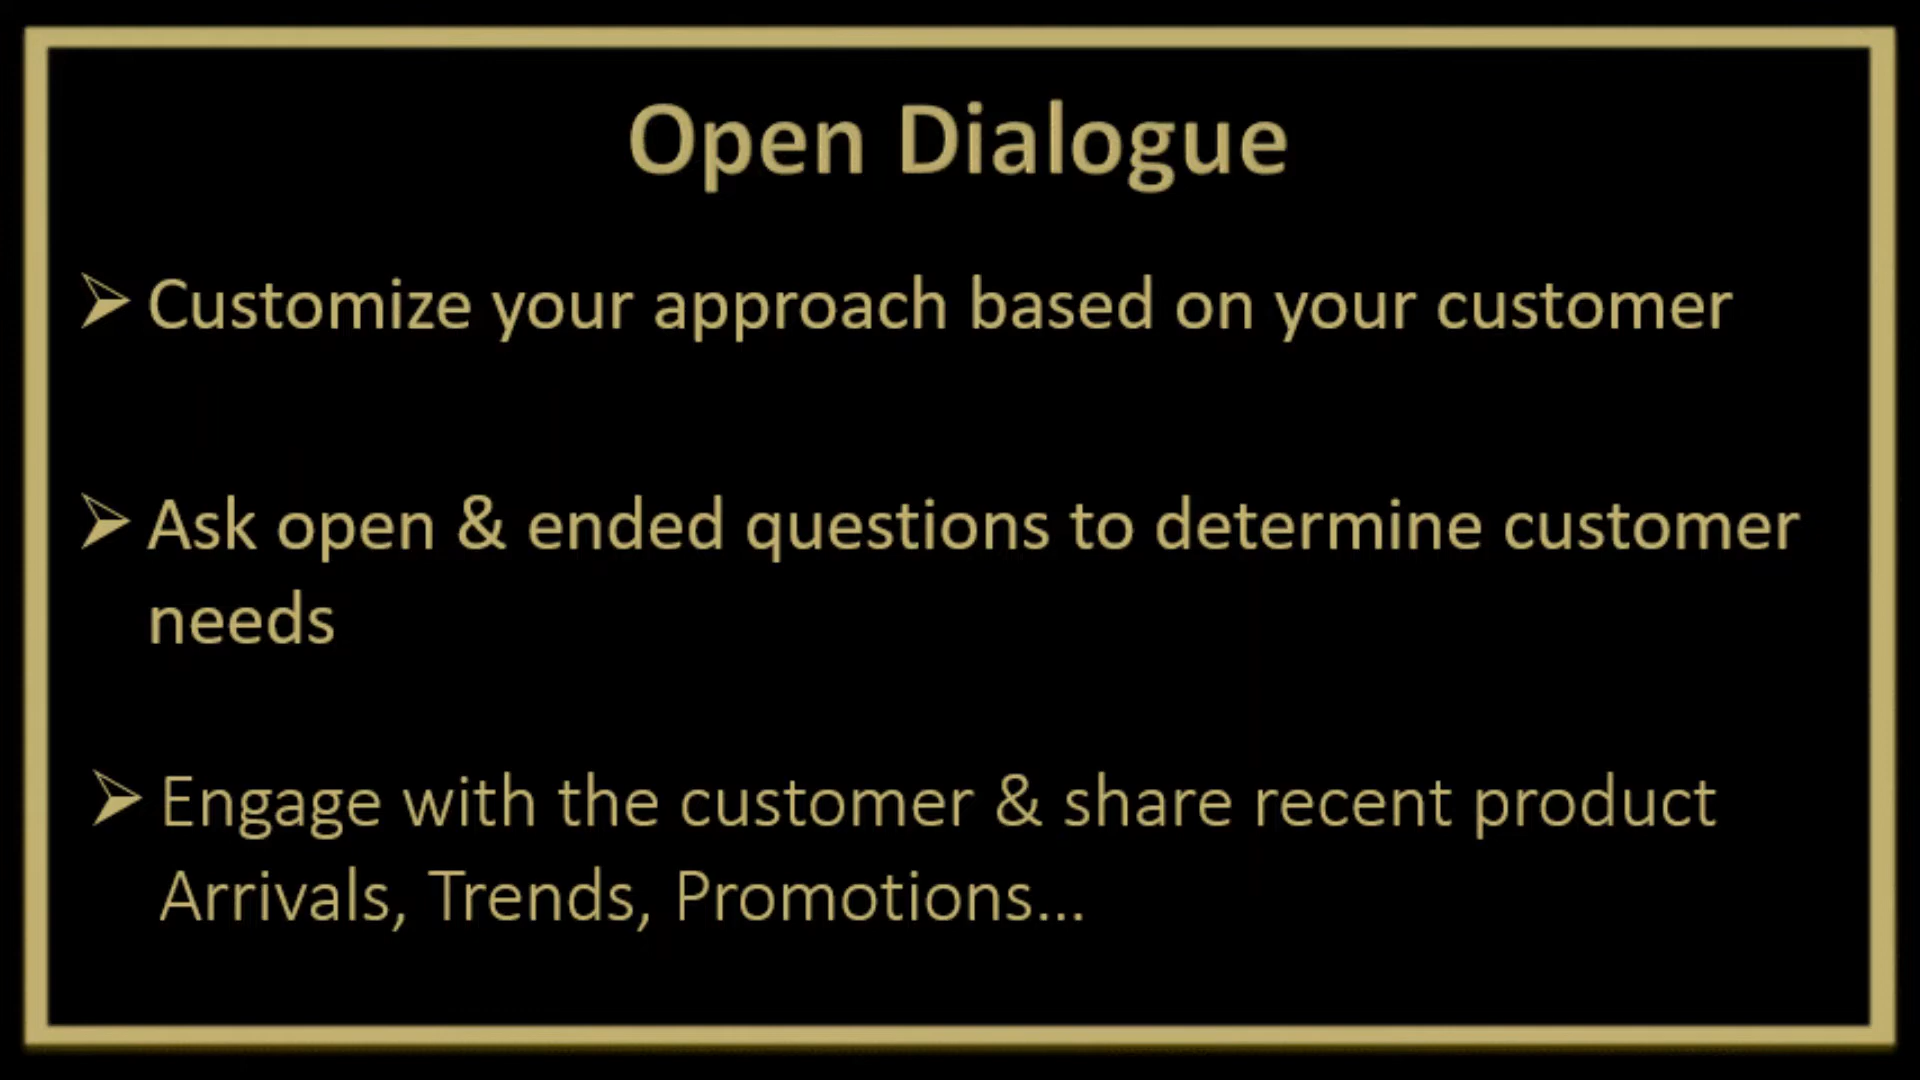 Open Dialogue
Customize your approach based on your customer
Ask open & ended questions to determine customer
needs
Engage with the customer & share recent product
Arrivals, Trends, Promotions...